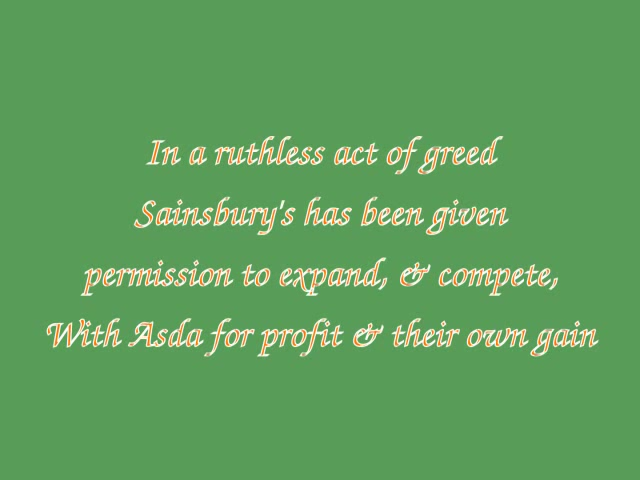 In a ruthless act of greed
Sainsbury's has been given
permission to expand, & compete,
With Asda for profit & their own gain